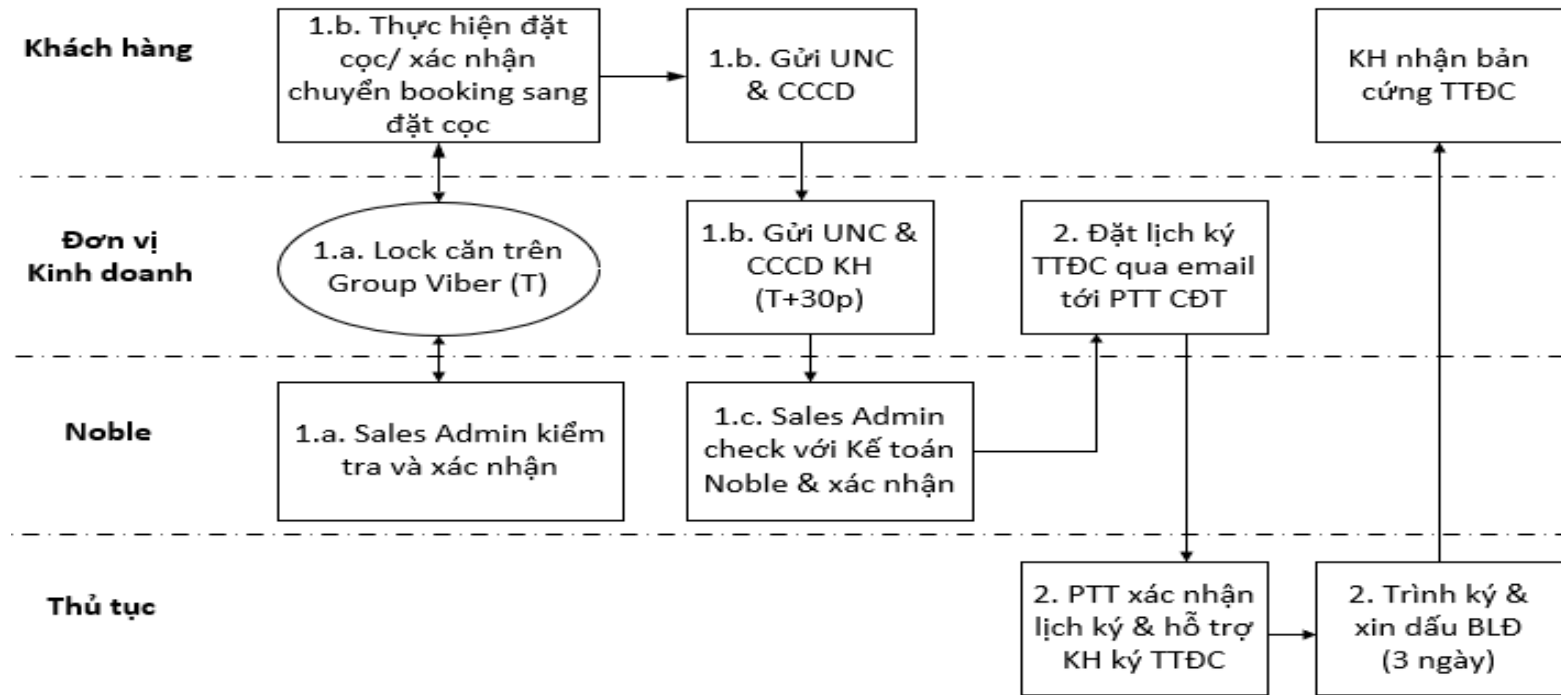 Khách hàng
1.b. Thực hiện đặt
cọc/ xác nhận
chuyển booking sang
đặt cọc
1.b. Gửi UNC
& CCCD
KH nhận bản
cứng TTĐC
Đơn vị
Kinh doanh
1.a. Lock căn trên
Group Viber (T)
1.b. Gửi UNC &
CCCD KH
(T+30p)
2. Đặt lịch ký
TTĐC qua email
tới PTT CĐT
Noble
1.a. Sales Admin kiểm
tra và xác nhận
1.c. Sales Admin
check với Kế toán
Noble & xác nhận
Thủ tục
2. PTT xác nhận
lịch ký & hỗ trợ
KH ký TTĐC
2. Trình ký &
xin dấu BLĐ
(3 ngày)